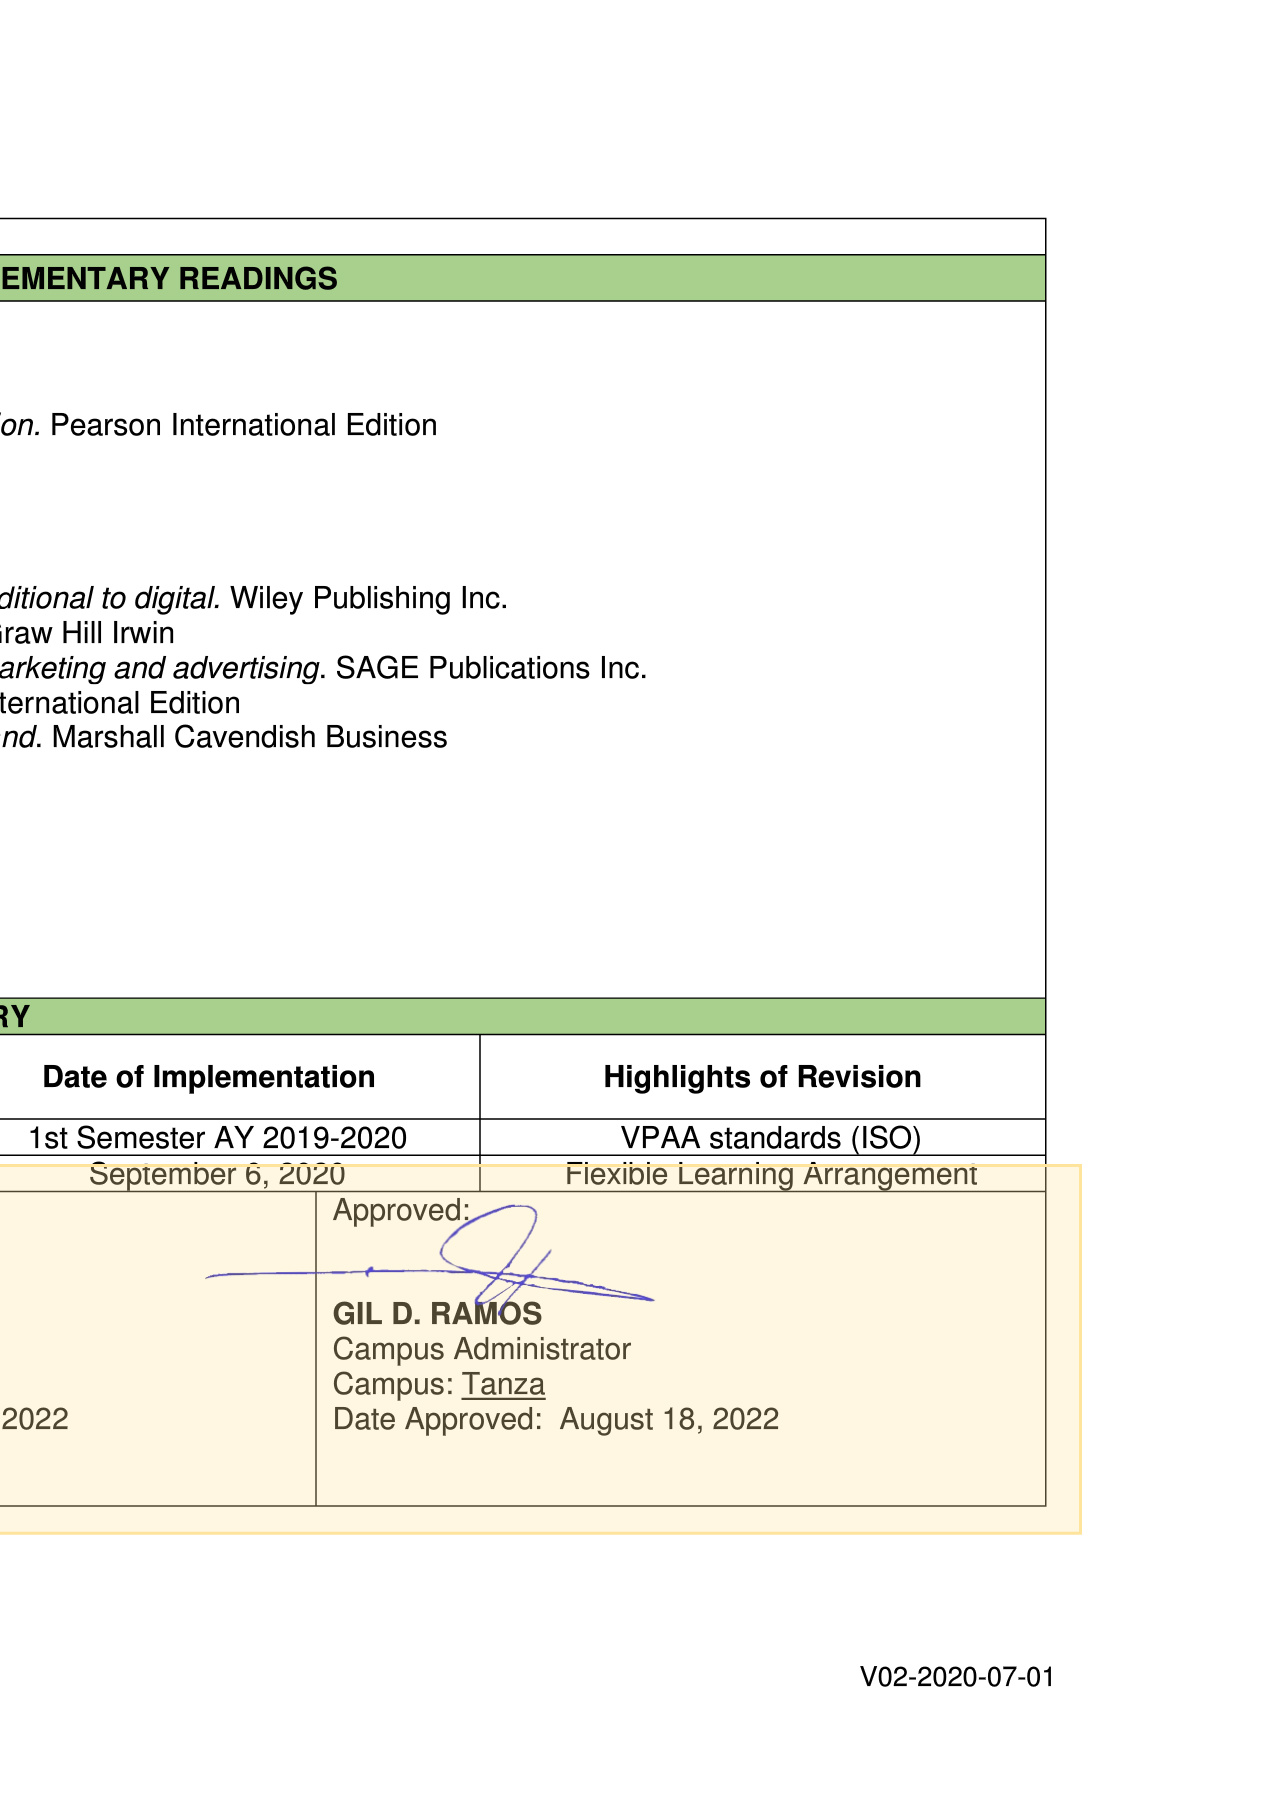 EMENTARY READINGS
ion. Pearson International Edition
ditional to digital. Wiley Publishing Inc.
Graw Hill Irwin
arketing and advertising. SAGE Publications Inc.
ternational Edition
nd. Marshall Cavendish Business
RY
Date of Implementation Highlights of Revision
1st Semester AY 2019-2020 VPAA standards (ISO)
September 6, 2020 Flexible Learning Arrangement
Approved:
GIL D. RAMOS
Campus Administrator
Campus: Tanza
2022 Date Approved: August 18, 2022
V02-2020-07-01